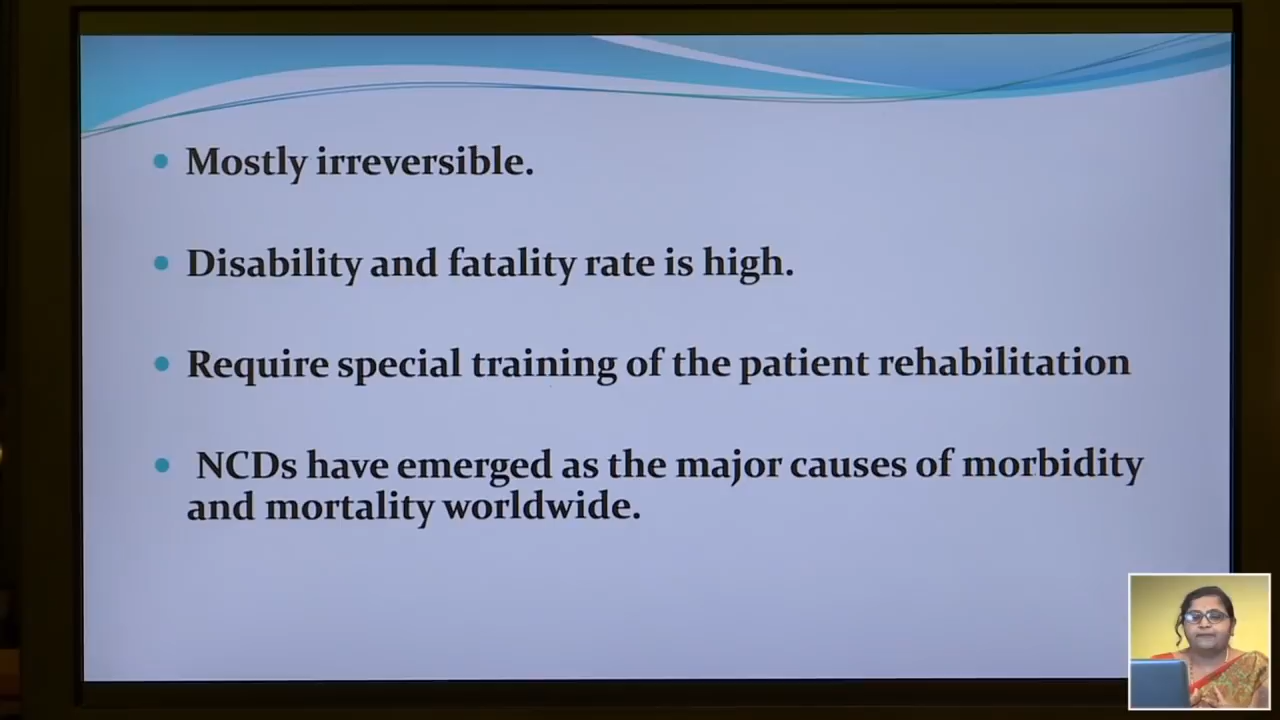 Mostly irreversible.
Disability and fatality rate is high.
Require special training of the patient rehabilitation
NCDs have emerged as the major causes of morbidity
and mortality worldwide.